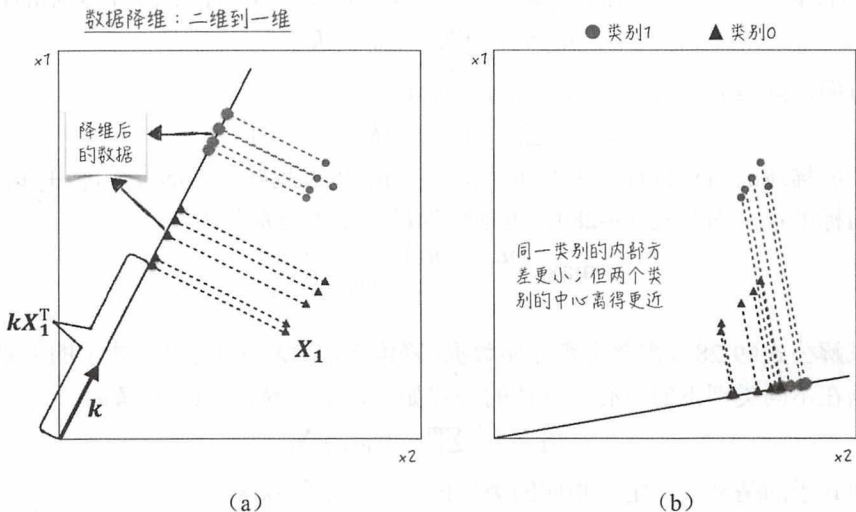 数据降维：二维到一维
x1
降维后
的数据
kX₁ᵀ
X₁
k
x2
(a)
x1
● 类别1 ▲ 类别0
同一类别的内部方
差更小；但两个类
别的中心离得更近
x2
(b)